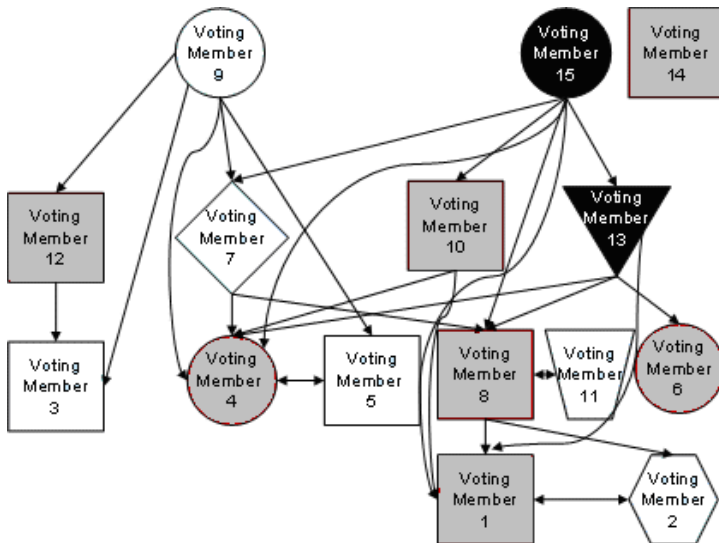 Voting
Member
9
Voting
Member
15
Voting
Member
14
Voting
Member
12
Voting
Member
7
Voting
Member
10
Voting
Member
13
Voting
Member
3
Voting
Member
4
Voting
Member
5
Voting
Member
8
Voting
Member
11
Voting
Member
6
Voting
Member
1
Voting
Member
2